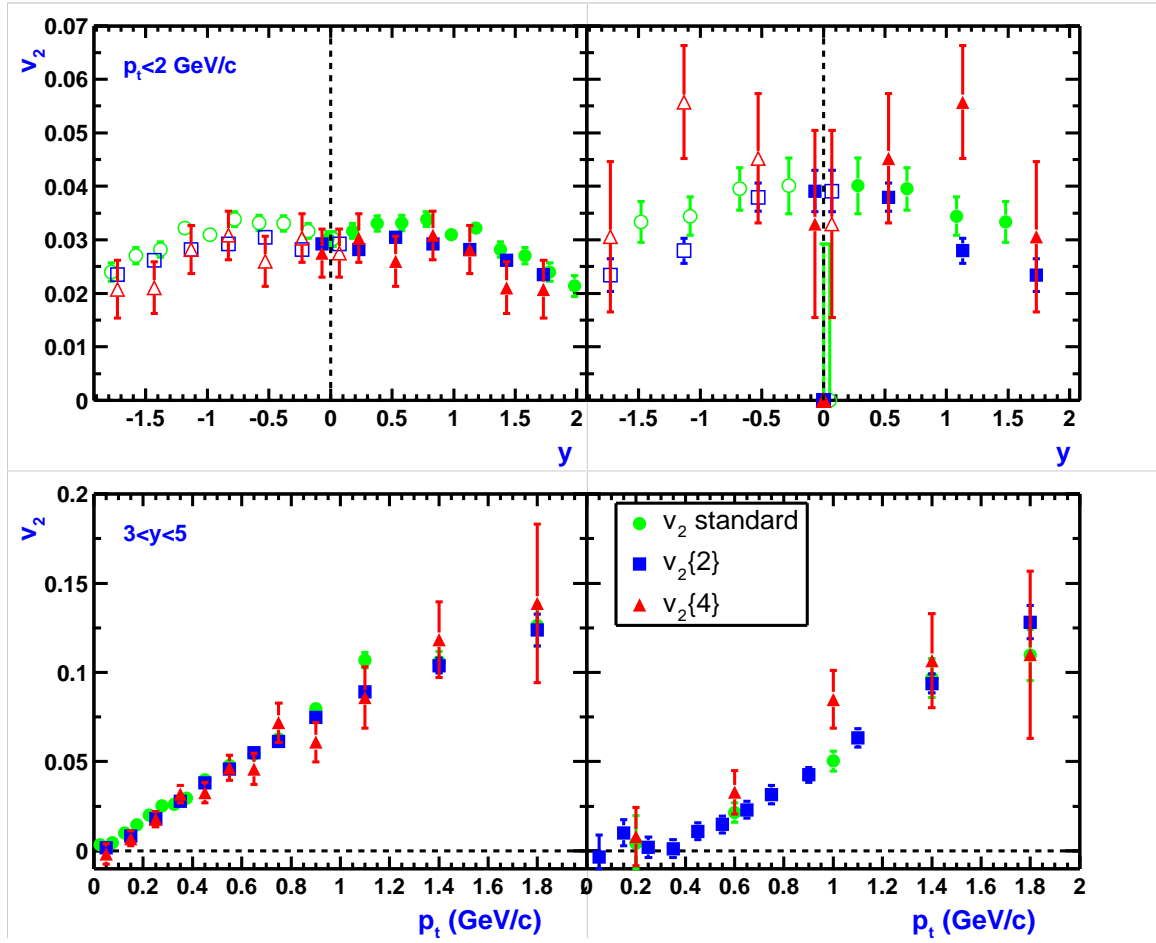 0.07
0.06
0.05
0.04
0.03
0.02
0.01
0
v₂
p_t<2 GeV/c
-1.5 -1 -0.5 0 0.5 1 1.5 2
-1.5 -1 -0.5 0 0.5 1 1.5 2
y y
0.2
0.15
0.1
0.05
0
v₂
3<y<5
v₂ standard
v₂{2}
v₂{4}
0 0.2 0.4 0.6 0.8 1 1.2 1.4 1.6 1.8
0.2 0.4 0.6 0.8 1 1.2 1.4 1.6 1.8 2
p_t (GeV/c) p_t (GeV/c)